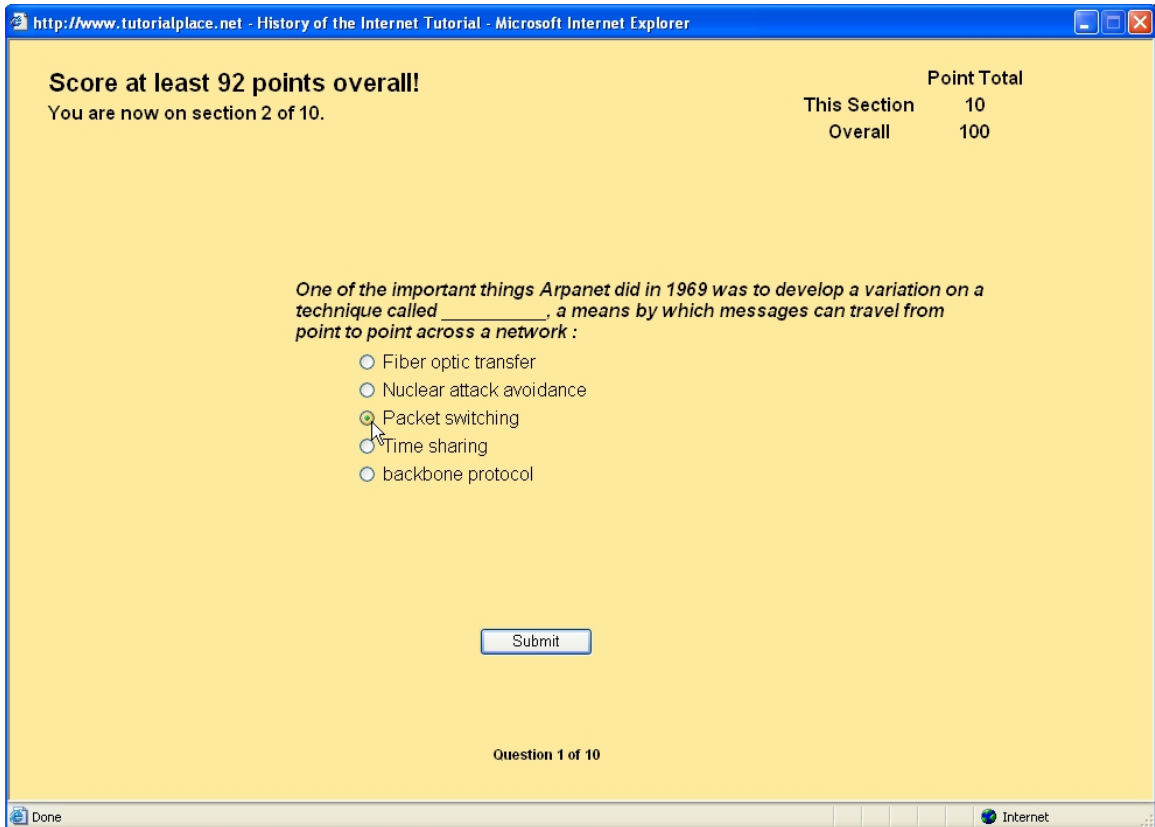 http://www.tutorialplace.net - History of the Internet Tutorial - Microsoft Internet Explorer
Score at least 92 points overall!
You are now on section 2 of 10.
Point Total
This Section 10
Overall 100
One of the important things Arpanet did in 1969 was to develop a variation on a
technique called __________, a means by which messages can travel from
point to point across a network :
Fiber optic transfer
Nuclear attack avoidance
Packet switching
Time sharing
backbone protocol
Submit
Question 1 of 10
Done
Internet